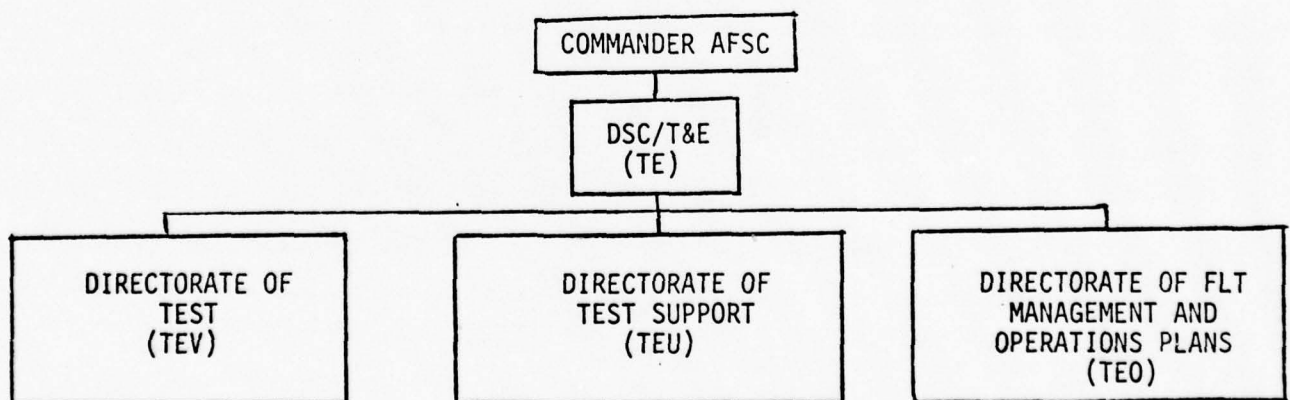 COMMANDER AFSC
DSC/T&E
(TE)
DIRECTORATE OF
TEST
(TEV)
DIRECTORATE OF
TEST SUPPORT
(TEU)
DIRECTORATE OF FLT
MANAGEMENT AND
OPERATIONS PLANS
(TEO)